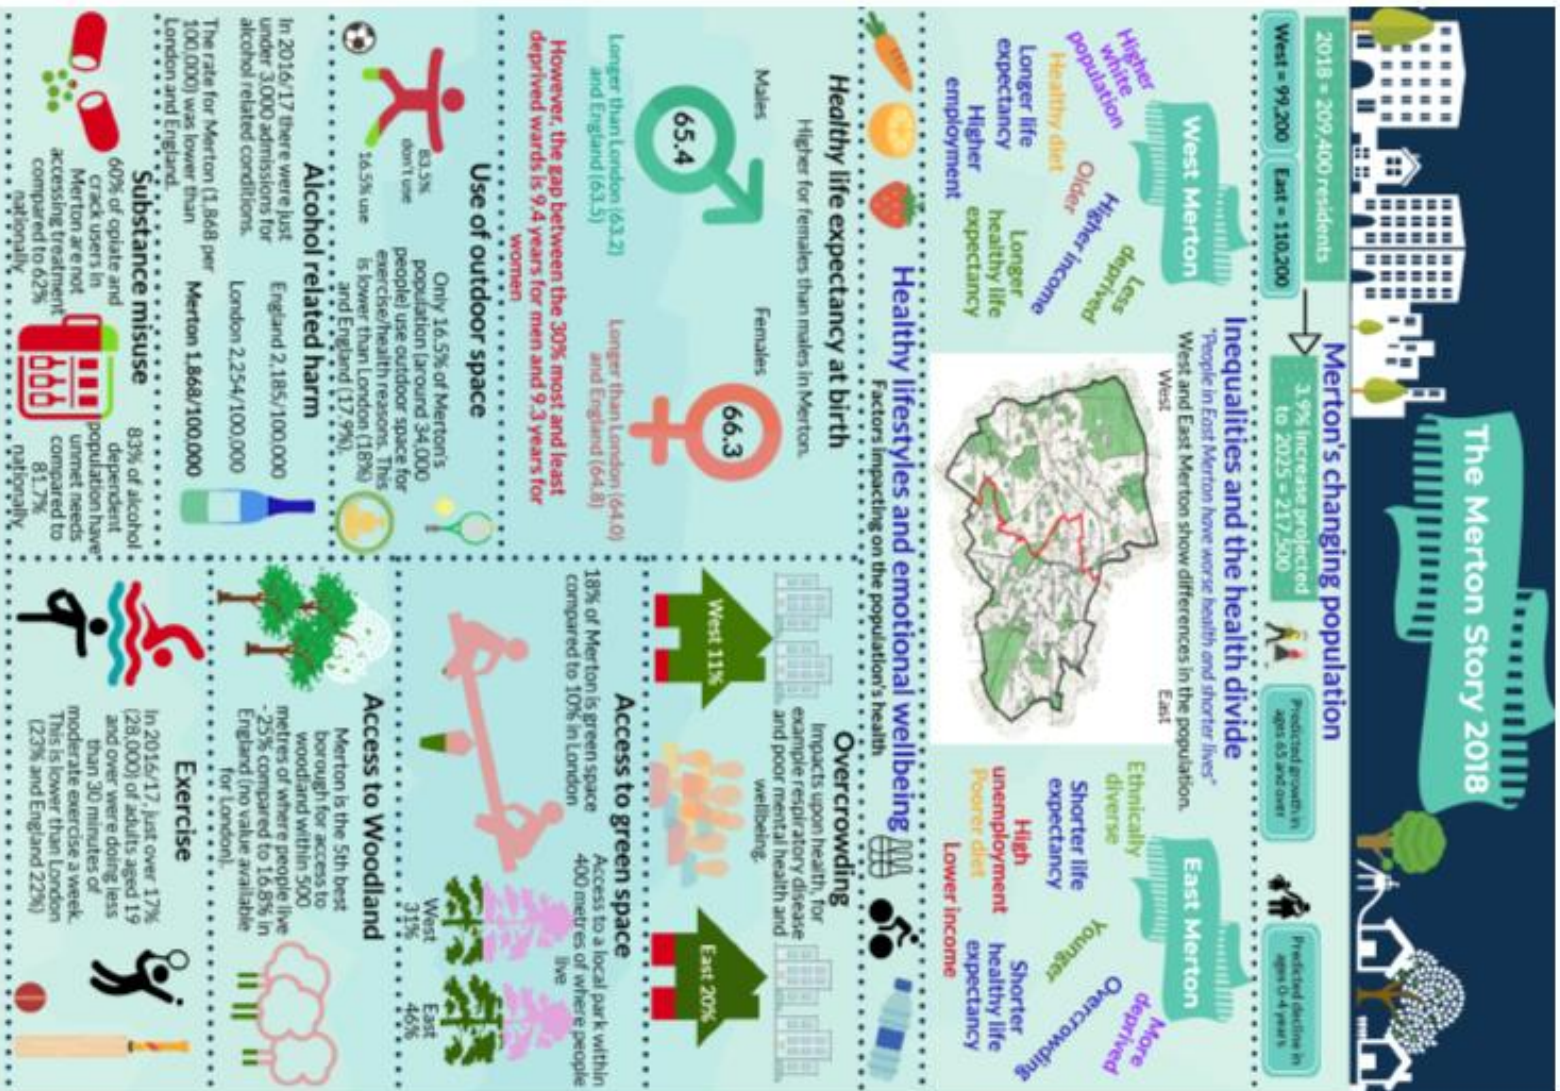 The Merton Story 2018
Merton's changing population
2018 = 209,400 residents
West = 99,200
East = 110,200
3.9% increase projected
to 2025 = 217,500
Predicted growth in
ages 65 and over
Predicted decline in
ages 0-4 years
Inequalities and the health divide
"People in East Merton have worse health and shorter lives"
West and East Merton show differences in the population.
West
East
West Merton
Higher
white
population
less
deprived
Healthy diet
Older
Higher income
Longer life
expectancy
Longer
healthy life
expectancy
Higher
employment
East Merton
Ethnically
diverse
More
deprived
Shorter life
expectancy
Younger
Overcrowding
High
unemployment
Poorer diet
Shorter
healthy life
expectancy
Lower income
Healthy lifestyles and emotional wellbeing
Factors impacting on the population's health
Healthy life expectancy at birth
Higher for females than males in Merton.
Males
Females
65.4
66.3
Longer than London (63.2)
and England (63.5)
Longer than London (64.0)
and England (64.8)
However, the gap between the 30% most and least
deprived wards is 9.4 years for men and 9.3 years for
women
Use of outdoor space
83.5%
don't use
16.5% use
Only 16.5% of Merton's
population (around 34,000
people) use outdoor space for
exercise/health reasons. This
is lower than London (18%)
and England (17.9%).
Alcohol related harm
In 2016/17 there were just
under 3,000 admissions for
alcohol related conditions.
The rate for Merton (1,868 per
100,000) was lower than
London and England.
England 2,185/100,000
London 2,254/100,000
Merton 1,868/100,000
Substance misuse
60% of opiate and
crack users in
Merton are not
accessing treatment
compared to 62%
nationally
83% of alcohol
dependent
population have
unmet needs
compared to
81.7%
nationally
Overcrowding
Impacts upon health, for
example respiratory disease
and poor mental health and
wellbeing.
West 11%
East 20%
Access to green space
18% of Merton is green space
compared to 10% in London
Access to a local park within
400 metres of where people
live
West
31%
East
46%
Access to Woodland
Merton is the 5th best
borough for access to
woodland within 500
metres of where people live
- 25% compared to 16.8% in
England (no value available
for London).
Exercise
In 2016/17, just over 17%
(28,000) of adults aged 19
and over were doing less
than 30 minutes of
moderate exercise a week.
This is lower than London
(23% and England 22%)